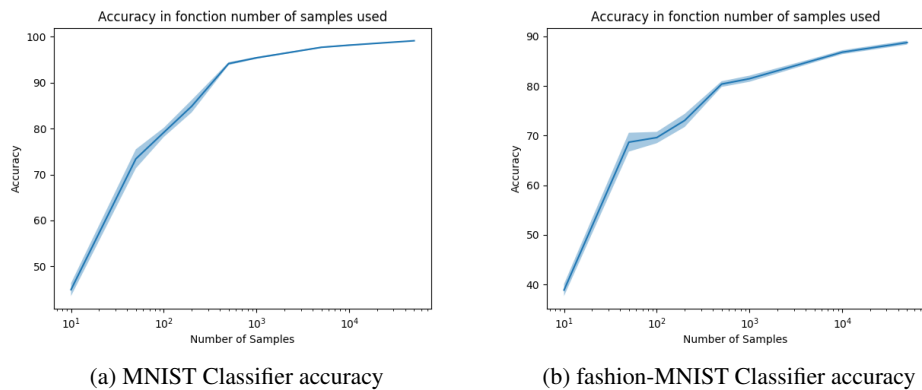 Accuracy in fonction number of samples used
100
90
80
70
60
50
Accuracy
10¹ 10² 10³ 10⁴
Number of Samples
(a) MNIST Classifier accuracy
Accuracy in fonction number of samples used
90
80
70
60
50
40
Accuracy
10¹ 10² 10³ 10⁴
Number of Samples
(b) fashion-MNIST Classifier accuracy